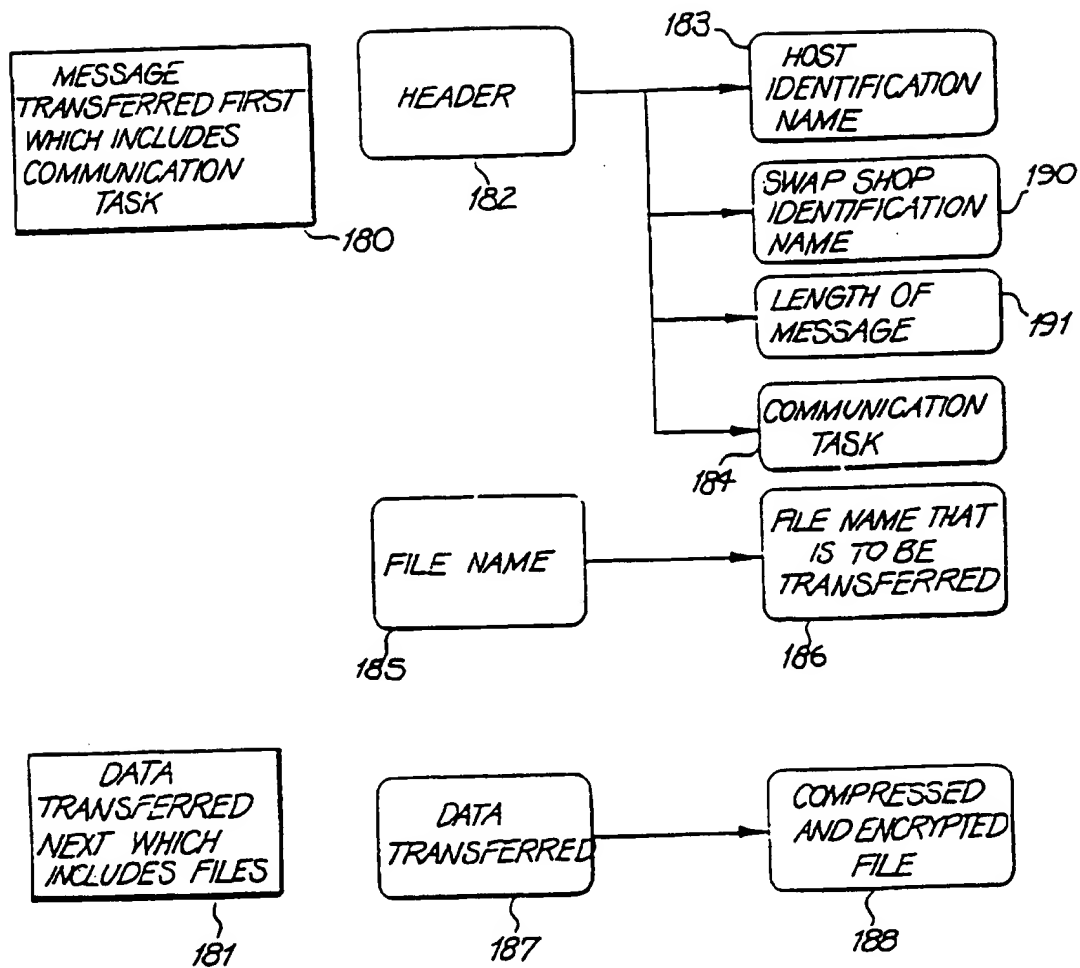 MESSAGE
TRANSFERRED FIRST
WHICH INCLUDES
COMMUNICATION
TASK
180
HEADER
182
183
HOST
IDENTIFICATION
NAME
SWAP SHOP
IDENTIFICATION
NAME
190
LENGTH OF
MESSAGE
191
COMMUNICATION
TASK
184
FILE NAME
185
FILE NAME THAT
IS TO BE
TRANSFERRED
186
DATA
TRANSFERRED
NEXT WHICH
INCLUDES FILES
181
DATA
TRANSFERRED
187
COMPRESSED
AND ENCRYPTED
FILE
188